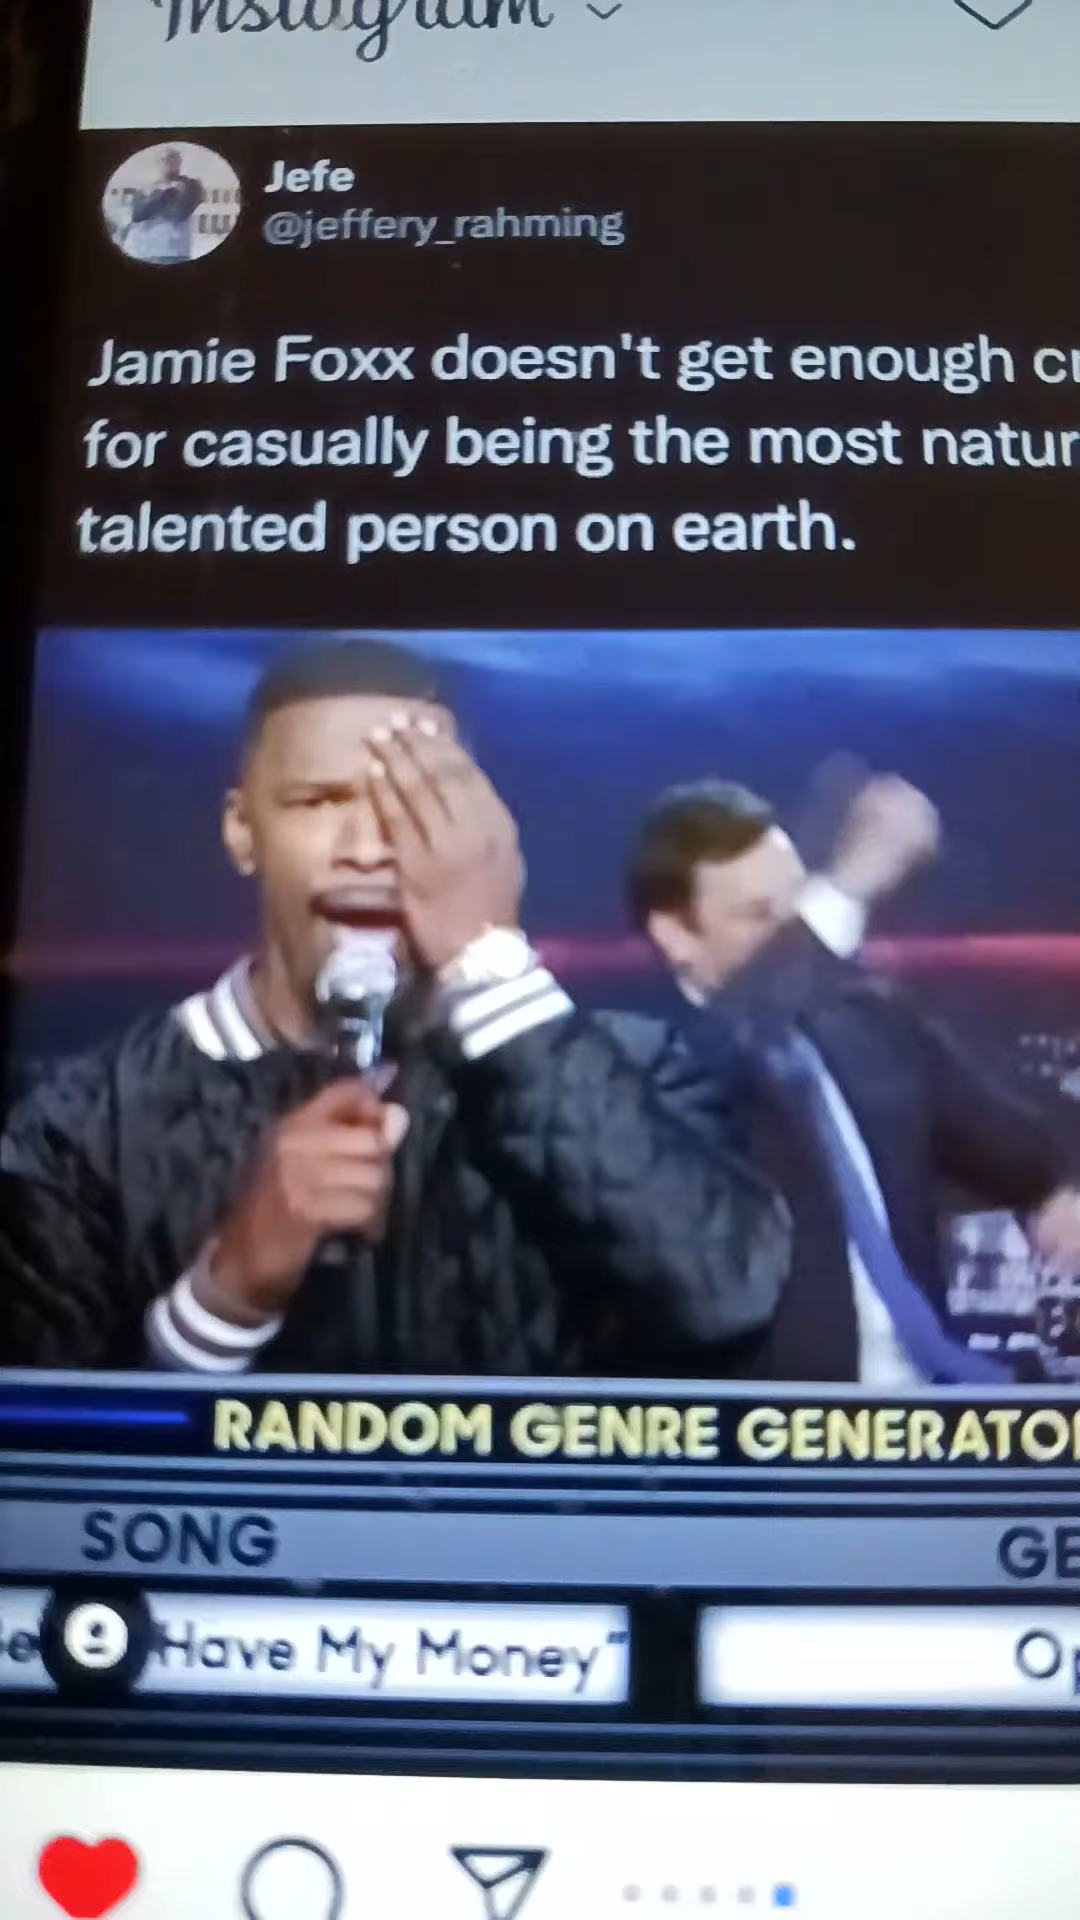 Instagram
Jefe
@jeffery_rahming
Jamie Foxx doesn't get enough
for casually being the most
talented person on earth.
RANDOM GENRE GENERATOR
SONG
Have My Money"